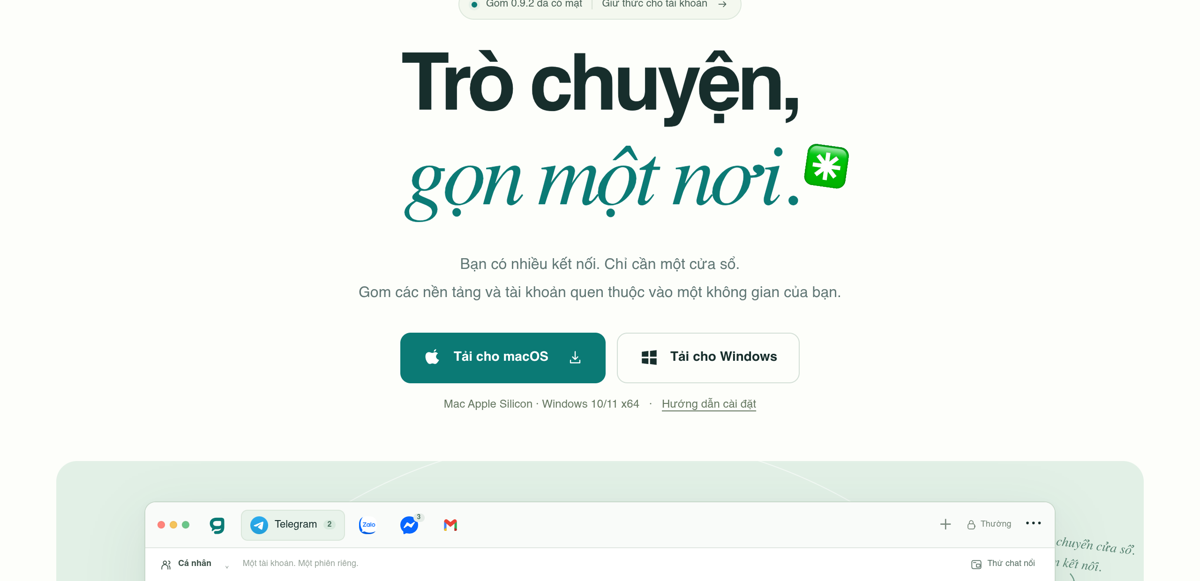 Gom 0.9.2 đã có mặt Giữ thức cho tài khoản →
Trò chuyện,
gọn một nơi.
Bạn có nhiều kết nối. Chỉ cần một cửa sổ.
Gom các nền tảng và tài khoản quen thuộc vào một không gian của bạn.
Tải cho macOS
Tải cho Windows
Mac Apple Silicon · Windows 10/11 x64 · Hướng dẫn cài đặt
Telegram 2 Zalo 3 Thường
chuyển cửa sổ.
Cá nhân Một tài khoản. Một phiên riêng. Thử chat nổi
kết nối.